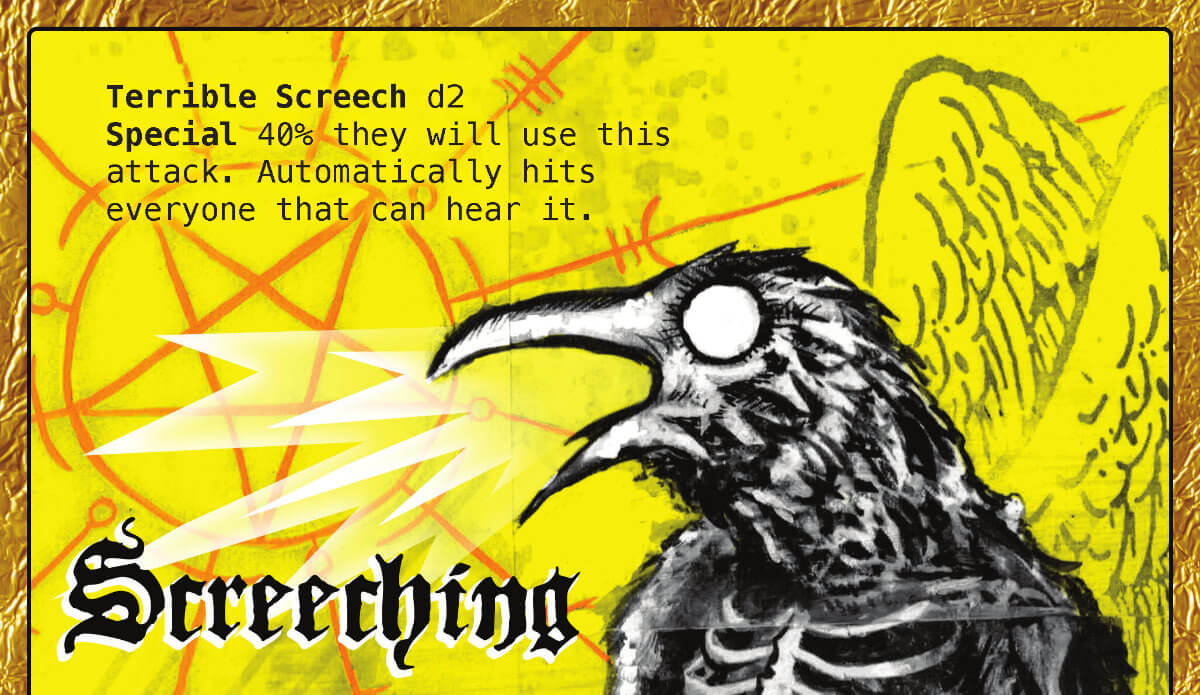 Terrible Screech d2
Special 40% they will use this
attack. Automatically hits
everyone that can hear it.
Screeching